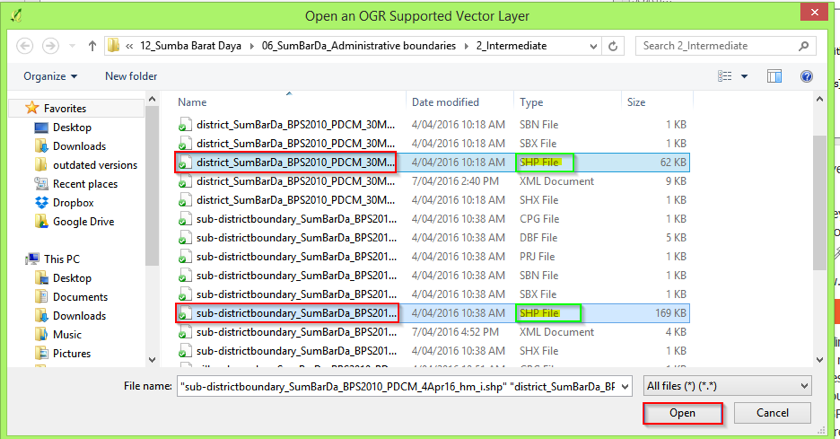 Open an OGR Supported Vector Layer
12_Sumba Barat Daya 06_SumBarDa_Administrative boundaries 2_Intermediate Search 2_Intermediate
Organize New folder
Name Date modified Type Size
Favorites
Desktop
Downloads
outdated versions
Recent places
Dropbox
Google Drive
This PC
Desktop
Documents
Downloads
Music
Pictures
district_SumBarDa_BPS2010_PDCM_30M... 4/04/2016 10:18 AM SBN File 1 KB
district_SumBarDa_BPS2010_PDCM_30M... 4/04/2016 10:18 AM SBX File 1 KB
district_SumBarDa_BPS2010_PDCM_30M... 4/04/2016 10:18 AM SHP File 62 KB
district_SumBarDa_BPS2010_PDCM_30M... 7/04/2016 2:40 PM XML Document 9 KB
district_SumBarDa_BPS2010_PDCM_30M... 4/04/2016 10:18 AM SHX File 1 KB
sub-districtboundary_SumBarDa_BPS201... 4/04/2016 10:38 AM CPG File 1 KB
sub-districtboundary_SumBarDa_BPS201... 4/04/2016 10:38 AM DBF File 5 KB
sub-districtboundary_SumBarDa_BPS201... 4/04/2016 10:38 AM PRJ File 1 KB
sub-districtboundary_SumBarDa_BPS201... 4/04/2016 10:38 AM SBN File 1 KB
sub-districtboundary_SumBarDa_BPS201... 4/04/2016 10:38 AM SBX File 1 KB
sub-districtboundary_SumBarDa_BPS201... 4/04/2016 10:38 AM SHP File 169 KB
sub-districtboundary_SumBarDa_BPS201... 7/04/2016 4:52 PM XML Document 4 KB
sub-districtboundary_SumBarDa_BPS201... 4/04/2016 10:38 AM SHX File 1 KB
File name: "sub-districtboundary_SumBarDa_BPS2010_PDCM_4Apr16_hm_i.shp" "district_SumBarDa_BP All files (*) (*.*)
Open Cancel